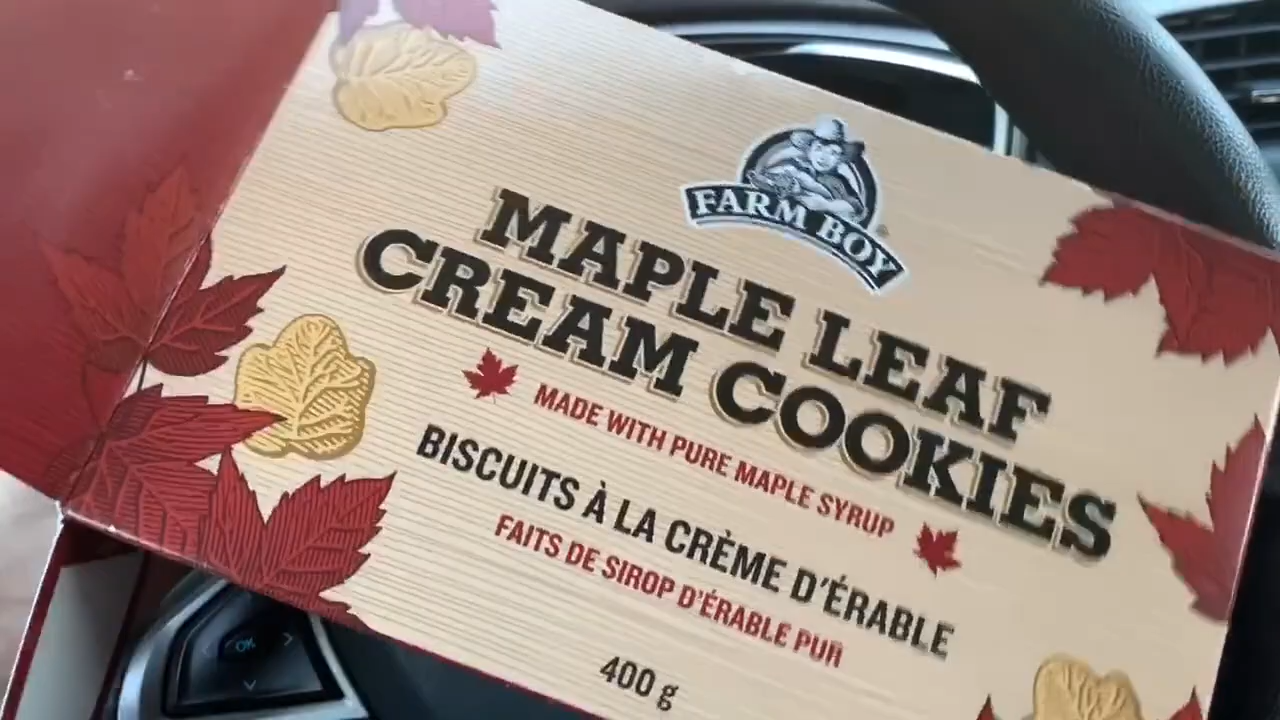 FARM BOY
MAPLE LEAF
CREAM COOKIES
MADE WITH PURE MAPLE SYRUP
BISCUITS À LA CRÈME D'ÉRABLE
FAITS DE SIROP D'ÉRABLE PUR
400 g
OK